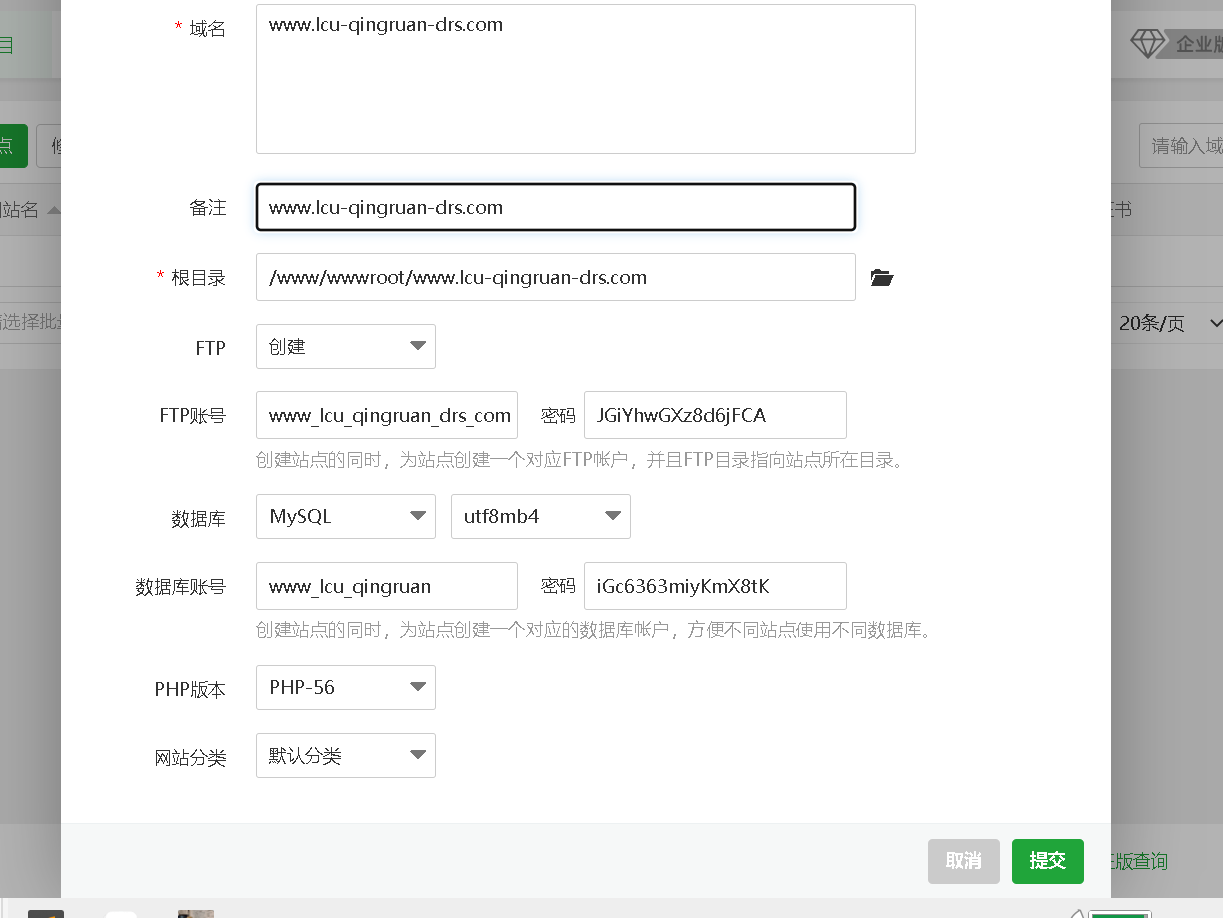 * 域名 www.lcu-qingruan-drs.com
目
企业版
点
修
请输入域
站名
备注 www.lcu-qingruan-drs.com
证书
* 根目录 /www/wwwroot/www.lcu-qingruan-drs.com
请选择批量
20条/页
FTP 创建
FTP账号 www_lcu_qingruan_drs_com 密码 JGiYhwGXz8d6jFCA
创建站点的同时，为站点创建一个对应FTP帐户，并且FTP目录指向站点所在目录。
数据库 MySQL utf8mb4
数据库账号 www_lcu_qingruan 密码 iGc6363miyKmX8tK
创建站点的同时，为站点创建一个对应的数据库帐户，方便不同站点使用不同数据库。
PHP版本 PHP-56
网站分类 默认分类
取消 提交
正版查询